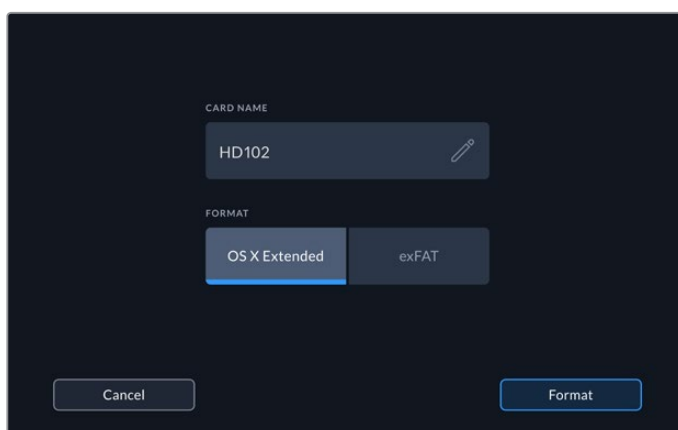 CARD NAME
HD102
FORMAT
OS X Extended exFAT
Cancel Format